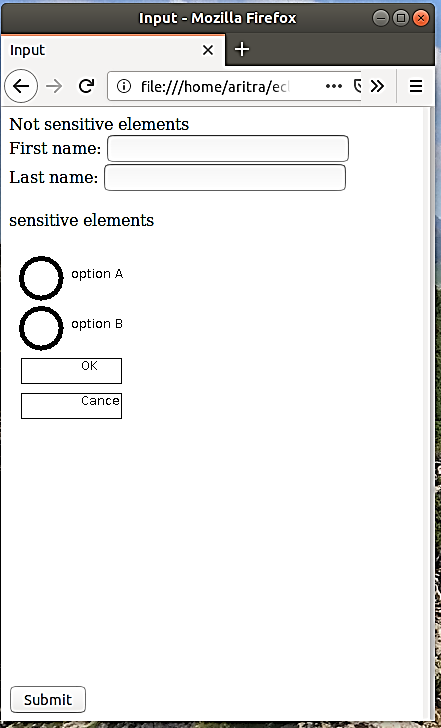 Input - Mozilla Firefox
Input
file:///home/aritra/ecl
Not sensitive elements
First name:
Last name:
sensitive elements
option A
option B
OK
Cance
Submit